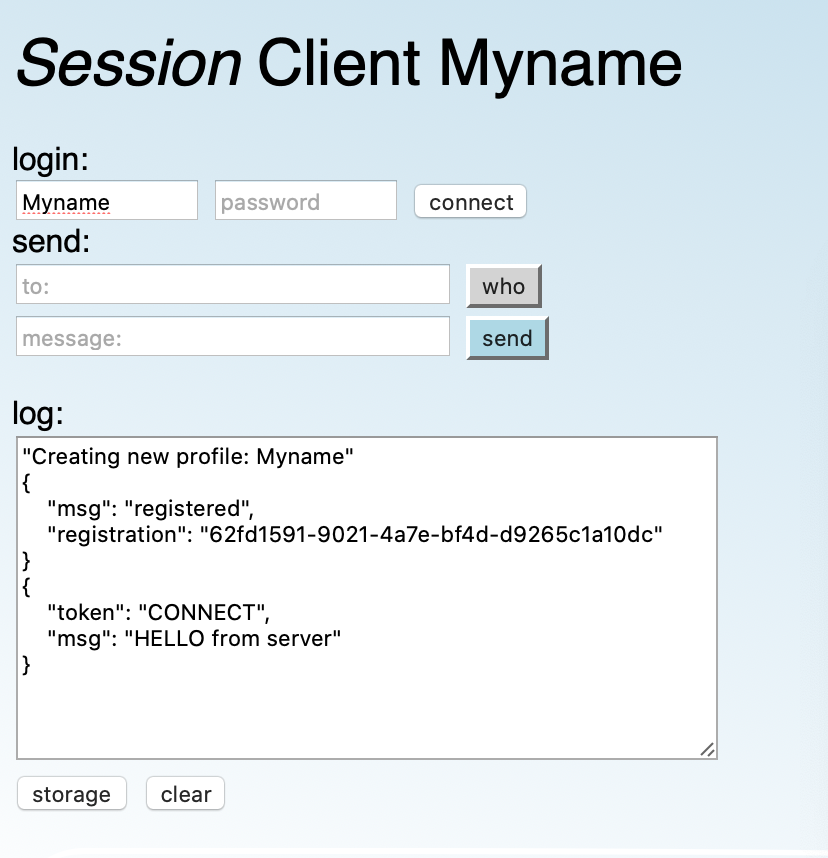 Session Client Myname
login:
Myname password connect
send:
to: who
message: send
log:
"Creating new profile: Myname"
{
"msg": "registered",
"registration": "62fd1591-9021-4a7e-bf4d-d9265c1a10dc"
}
{
"token": "CONNECT",
"msg": "HELLO from server"
}
storage clear